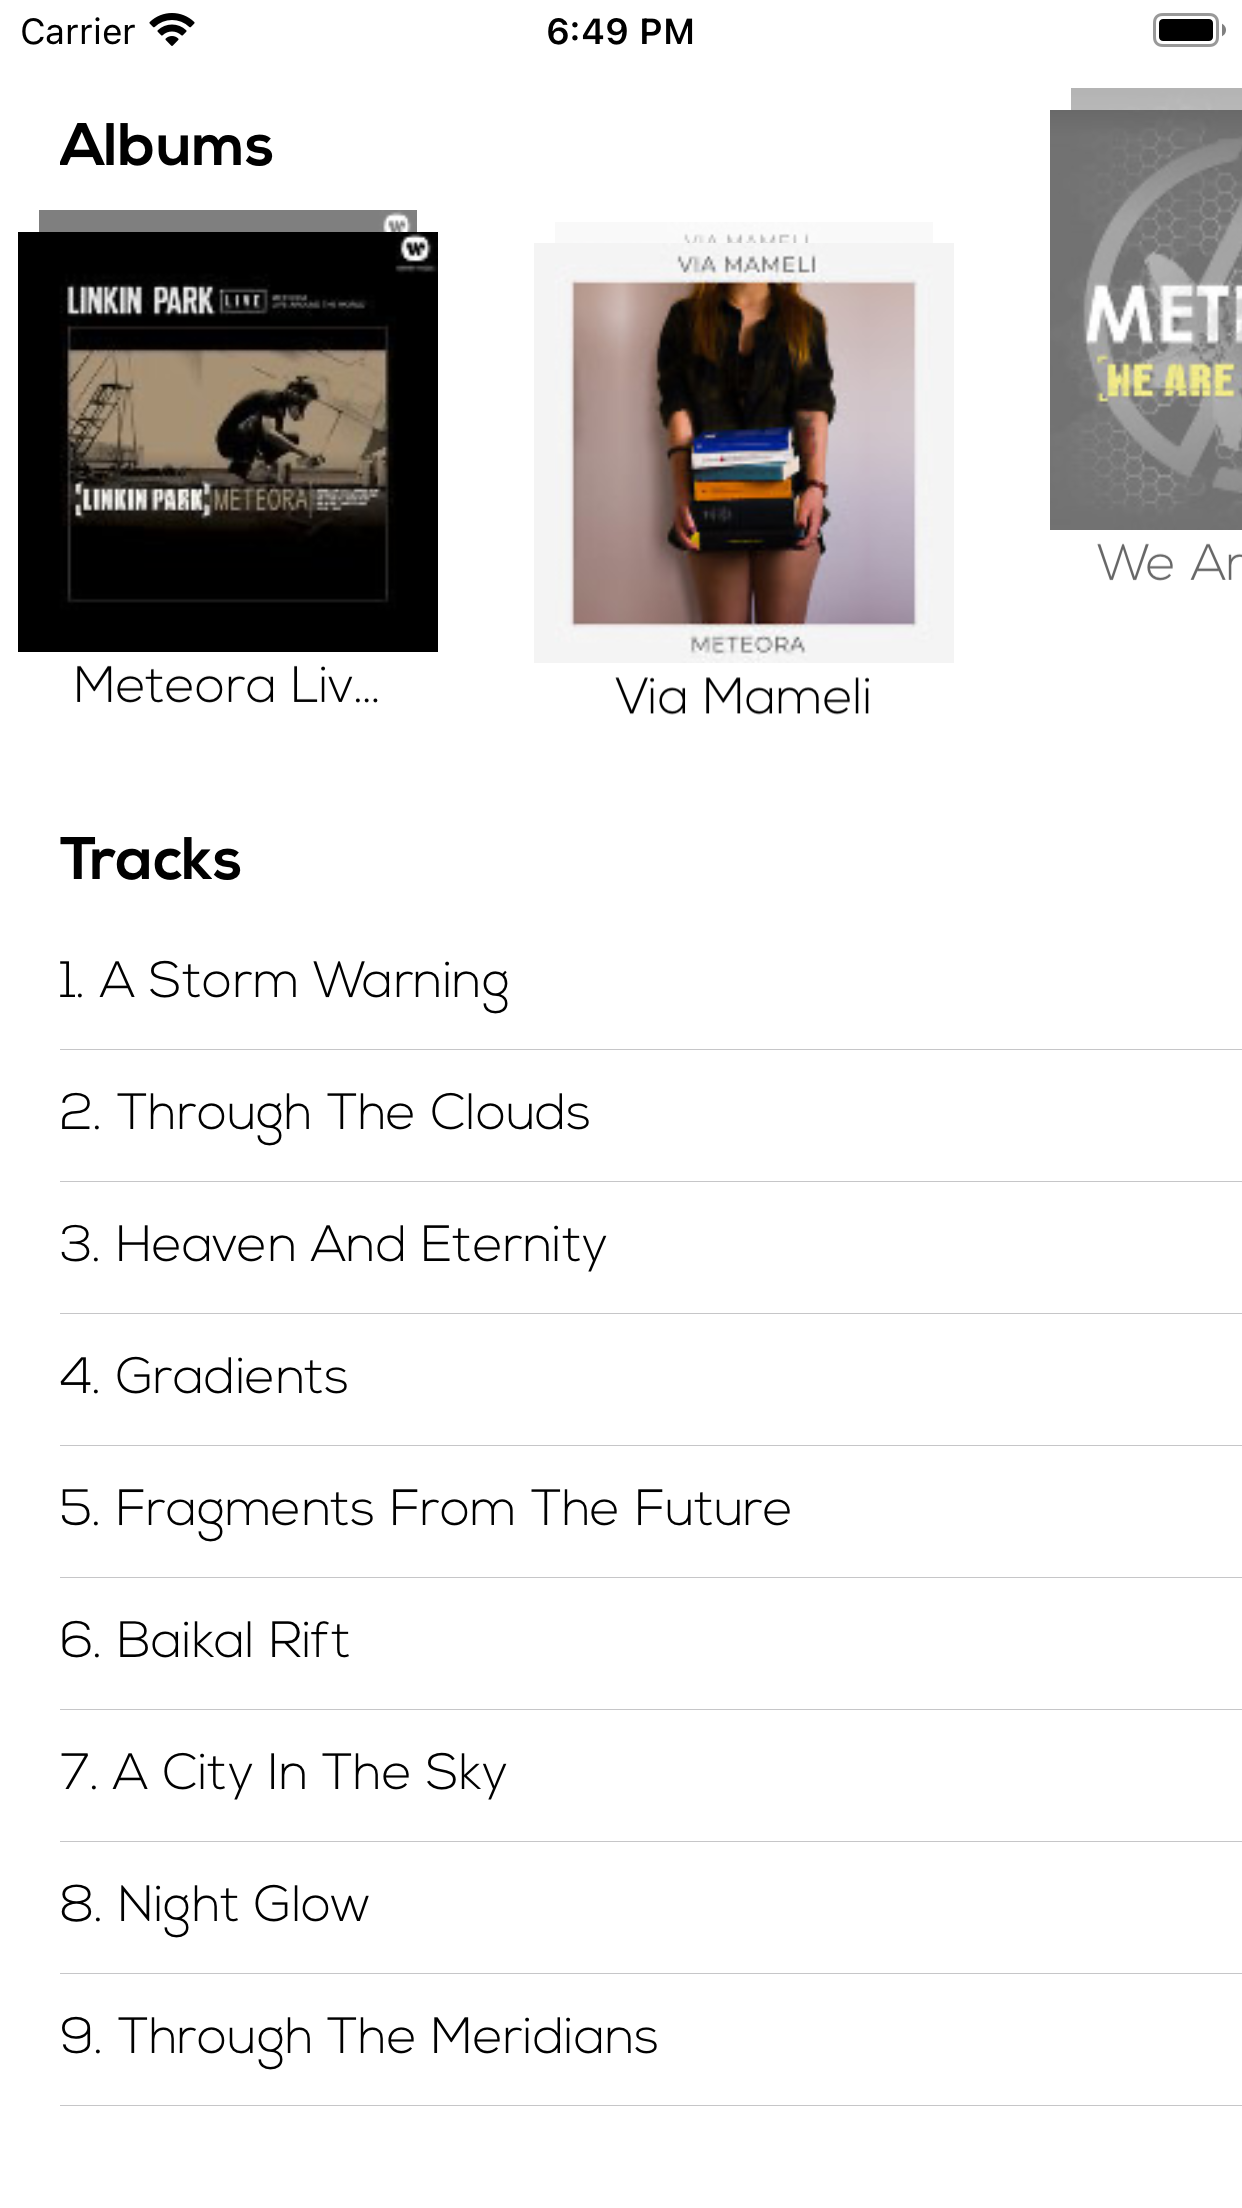 Carrier
6:49 PM
Albums
LINKIN PARK LIVE
LINKIN PARK METEORA
Meteora Liv...
VIA MAMELI
VIA MAMELI
METEORA
Via Mameli
MET
WE ARE
We Ar
Tracks
1. A Storm Warning
2. Through The Clouds
3. Heaven And Eternity
4. Gradients
5. Fragments From The Future
6. Baikal Rift
7. A City In The Sky
8. Night Glow
9. Through The Meridians